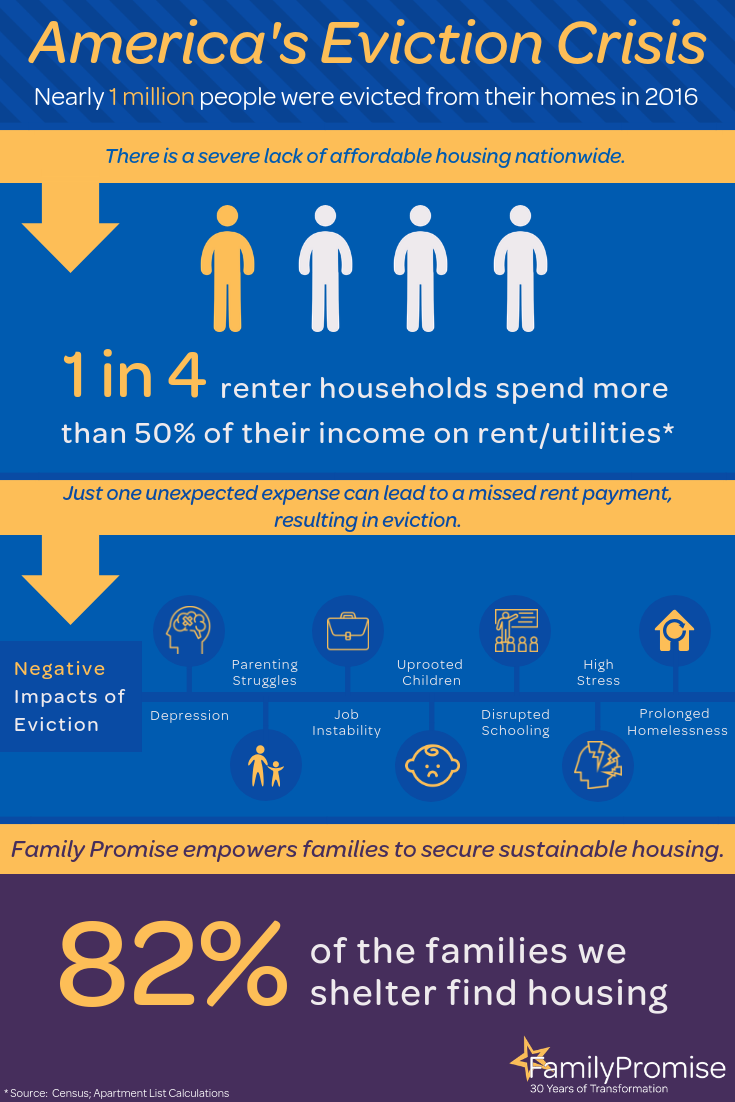 America's Eviction Crisis
Nearly 1 million people were evicted from their homes in 2016
There is a severe lack of affordable housing nationwide.
1 in 4 renter households spend more
than 50% of their income on rent/utilities*
Just one unexpected expense can lead to a missed rent payment,
resulting in eviction.
Negative
Impacts of
Eviction
Depression
Parenting
Struggles
Job
Instability
Uprooted
Children
Disrupted
Schooling
High
Stress
Prolonged
Homelessness
Family Promise empowers families to secure sustainable housing.
82%
of the families we
shelter find housing
FamilyPromise
30 Years of Transformation
* Source: Census; Apartment List Calculations